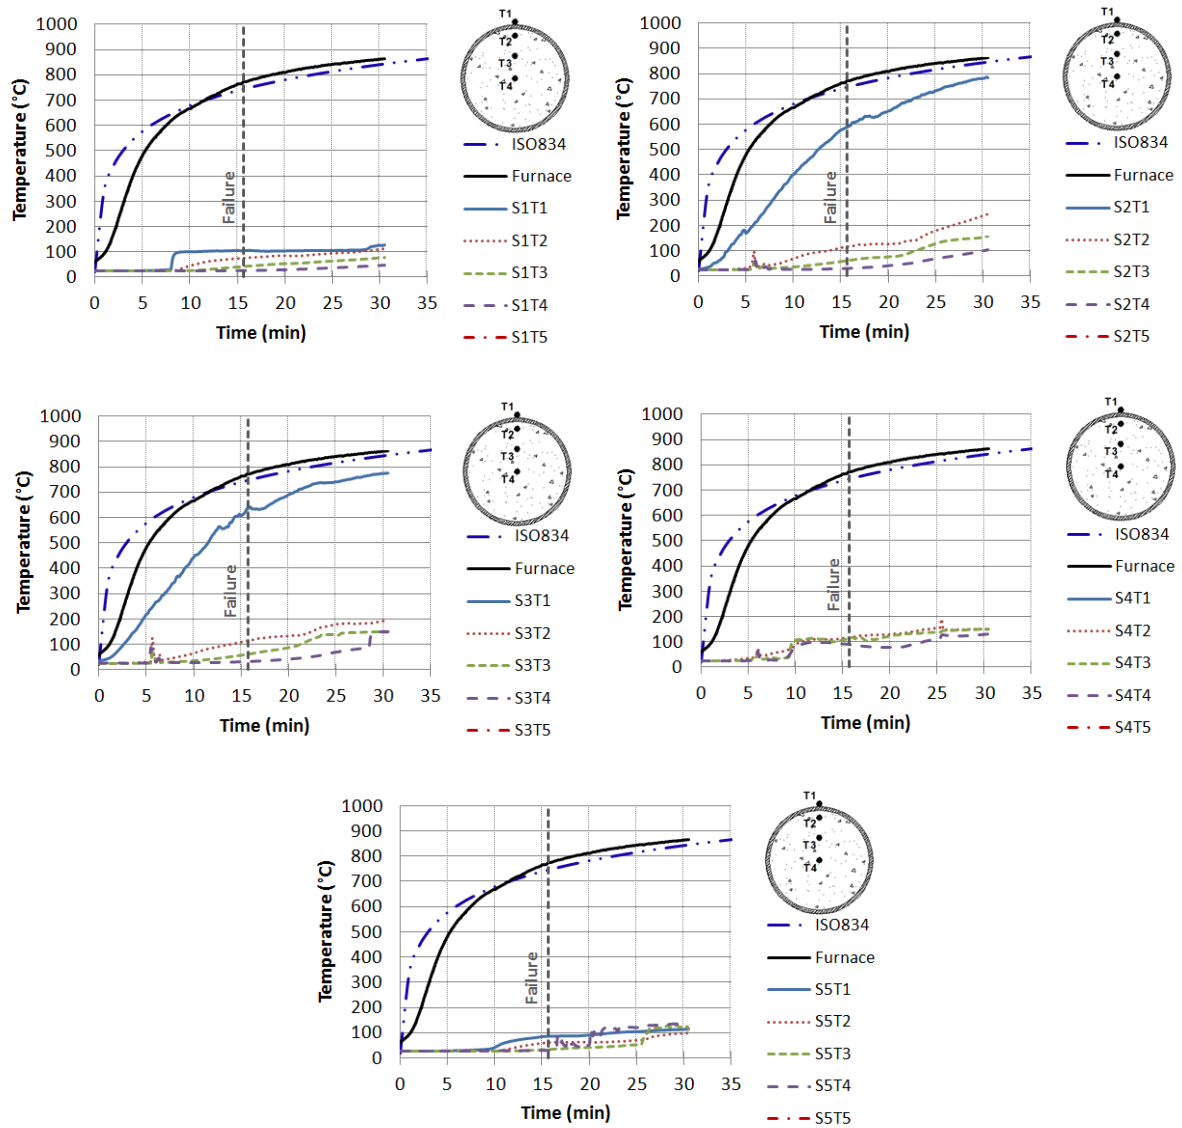 1000
900
800
700
600
500
400
300
200
100
0
Temperature (°C)
Failure
0 5 10 15 20 25 30 35
Time (min)
T1
T2
T3
T4
ISO834
Furnace
S1T1
S1T2
S1T3
S1T4
S1T5
1000
900
800
700
600
500
400
300
200
100
0
Temperature (°C)
Failure
0 5 10 15 20 25 30 35
Time (min)
T1
T2
T3
T4
ISO834
Furnace
S2T1
S2T2
S2T3
S2T4
S2T5
1000
900
800
700
600
500
400
300
200
100
0
Temperature (°C)
Failure
0 5 10 15 20 25 30 35
Time (min)
T1
T2
T3
T4
ISO834
Furnace
S3T1
S3T2
S3T3
S3T4
S3T5
1000
900
800
700
600
500
400
300
200
100
0
Temperature (°C)
Failure
0 5 10 15 20 25 30 35
Time (min)
T1
T2
T3
T4
ISO834
Furnace
S4T1
S4T2
S4T3
S4T4
S4T5
1000
900
800
700
600
500
400
300
200
100
0
Temperature (°C)
Failure
0 5 10 15 20 25 30 35
Time (min)
T1
T2
T3
T4
ISO834
Furnace
S5T1
S5T2
S5T3
S5T4
S5T5